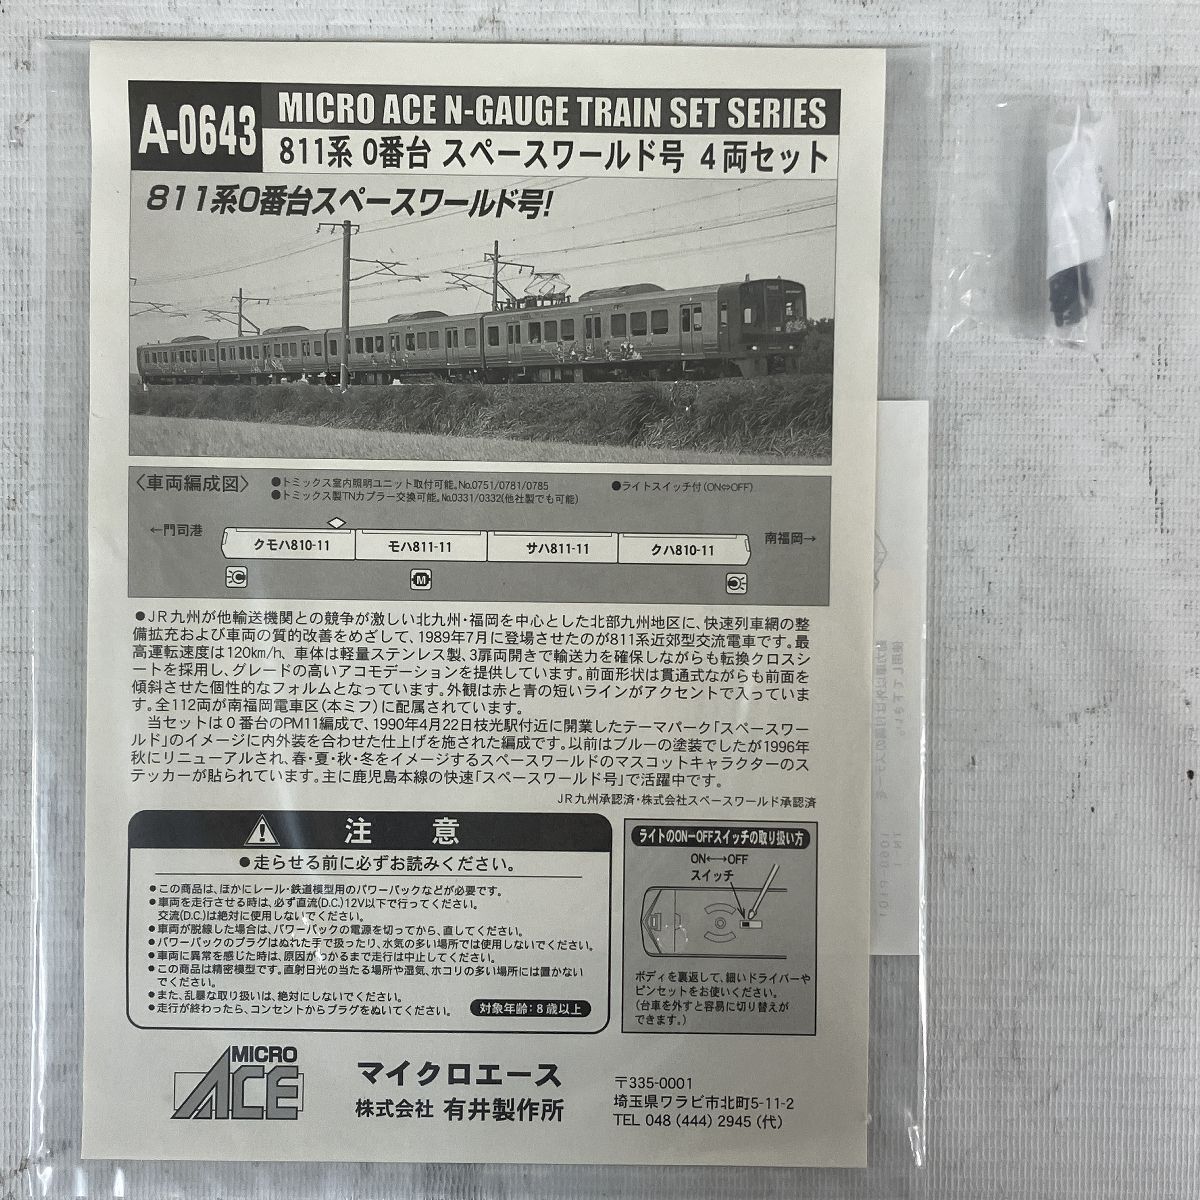 A-0643
MICRO ACE N-GAUGE TRAIN SET SERIES
811系 0番台 スペースワールド号 4両セット
811系0番台スペースワールド号!
〈車両編成図〉
●トミックス室内照明ユニット取付可能。No.0751/0781/0785
●トミックス製TNカプラー交換可能。No.0331/0332(他社製でも可能)
●ライトスイッチ付(ON⇔OFF)
←門司港
クモハ810-11
モハ811-11
サハ811-11
クハ810-11
南福岡→
M
●JR九州が他輸送機関との競争が激しい北九州・福岡を中心とした北部九州地区に、快速列車網の整
備拡充および車両の質的改善をめざして、1989年7月に登場させたのが811系近郊型交流電車です。最
高運転速度は120km/h、車体は軽量ステンレス製、3扉両開きで輸送力を確保しながらも転換クロスシ
ートを採用し、グレードの高いアコモデーションを提供しています。前面形状は貫通式ながらも前面を
傾斜させた個性的なフォルムとなっています。外観は赤と青の短いラインがアクセントで入っていま
す。全112両が南福岡電車区(本ミフ)に配属されています。
当セットは0番台のPM11編成で、1990年4月22日枝光駅付近に開業したテーマパーク「スペースワー
ルド」のイメージに内外装を合わせた仕上げを施された編成です。以前はブルーの塗装でしたが1996年
秋にリニューアルされ、春・夏・秋・冬をイメージするスペースワールドのマスコットキャラクターのス
テッカーが貼られています。主に鹿児島本線の快速「スペースワールド号」で活躍中です。
JR九州承認済・株式会社スペースワールド承認済
注 意
●走らせる前に必ずお読みください。
●この商品は、ほかにレール・鉄道模型用のパワーパックなどが必要です。
●車両を走行させる時は、必ず直流(D.C.)12V以下で行ってください。
交流(D.C.)は絶対に使用しないでください。
●車両が脱線した場合は、パワーパックの電源を切ってから、直してください。
●パワーパックのプラグはぬれた手で扱ったり、水気の多い場所では使用しないでください。
●車両に異常を感じた時は、原因がわかるまで走行は中止してください。
●この商品は精密模型です。直射日光の当たる場所や湿気、ホコリの多い場所には置かない
でください。
●また、乱暴な取り扱いは、絶対にしないでください。
●走行が終わったら、コンセントからプラグをぬいてください。
対象年齢:8歳以上
ライトのON-OFFスイッチの取り扱い方
ON←→OFF
スイッチ
ボディを裏返して、細いドライバーや
ピンセットをお使いください。
(台車を外すと容易に切り替えが
できます。)
MICRO
ACE
マイクロエース
株式会社 有井製作所
〒335-0001
埼玉県ワラビ市北町5-11-2
TEL 048 (444) 2945 (代)